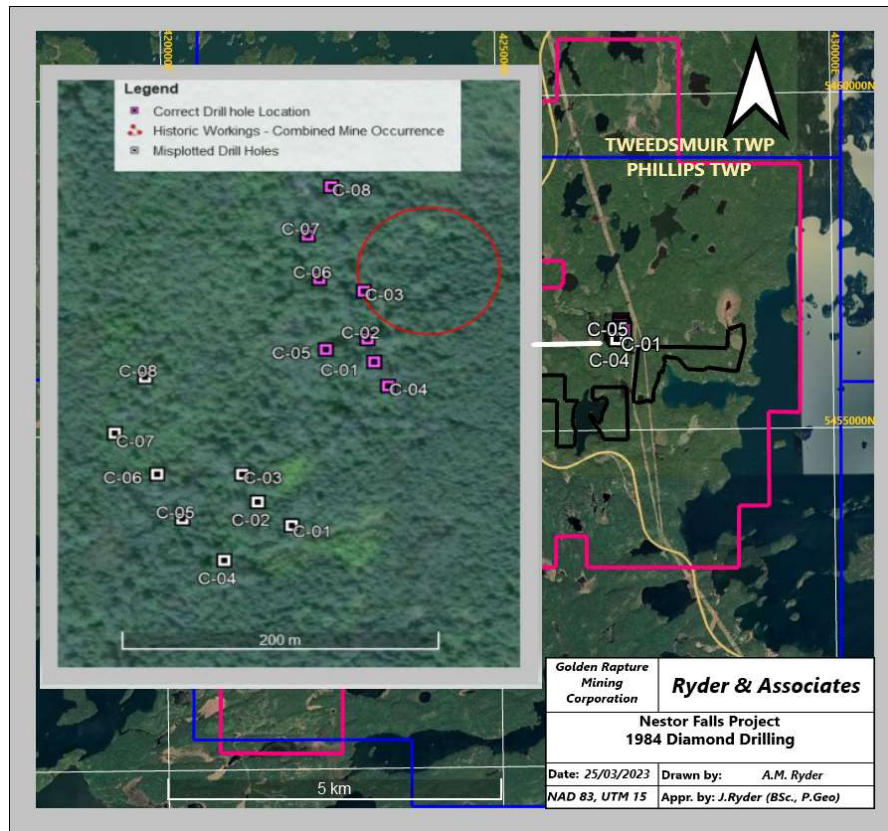 420000E
425000E
430000E
5460000N
Legend
Correct Drill hole Location
Historic Workings - Combined Mine Occurrence
Misplotted Drill Holes
TWEEDSMUIR TWP
PHILLIPS TWP
C-08
C-07
C-06
C-03
C-02
C-05
C-01
C-04
C-05
C-01
C-04
C-08
C-07
C-06
C-03
C-05
C-02
C-01
C-04
5455000N
200 m
5 km
Golden Rapture
Mining
Corporation
Ryder & Associates
Nestor Falls Project
1984 Diamond Drilling
Date: 25/03/2023
Drawn by: A.M. Ryder
NAD 83, UTM 15
Appr. by: J.Ryder (BSc., P.Geo)